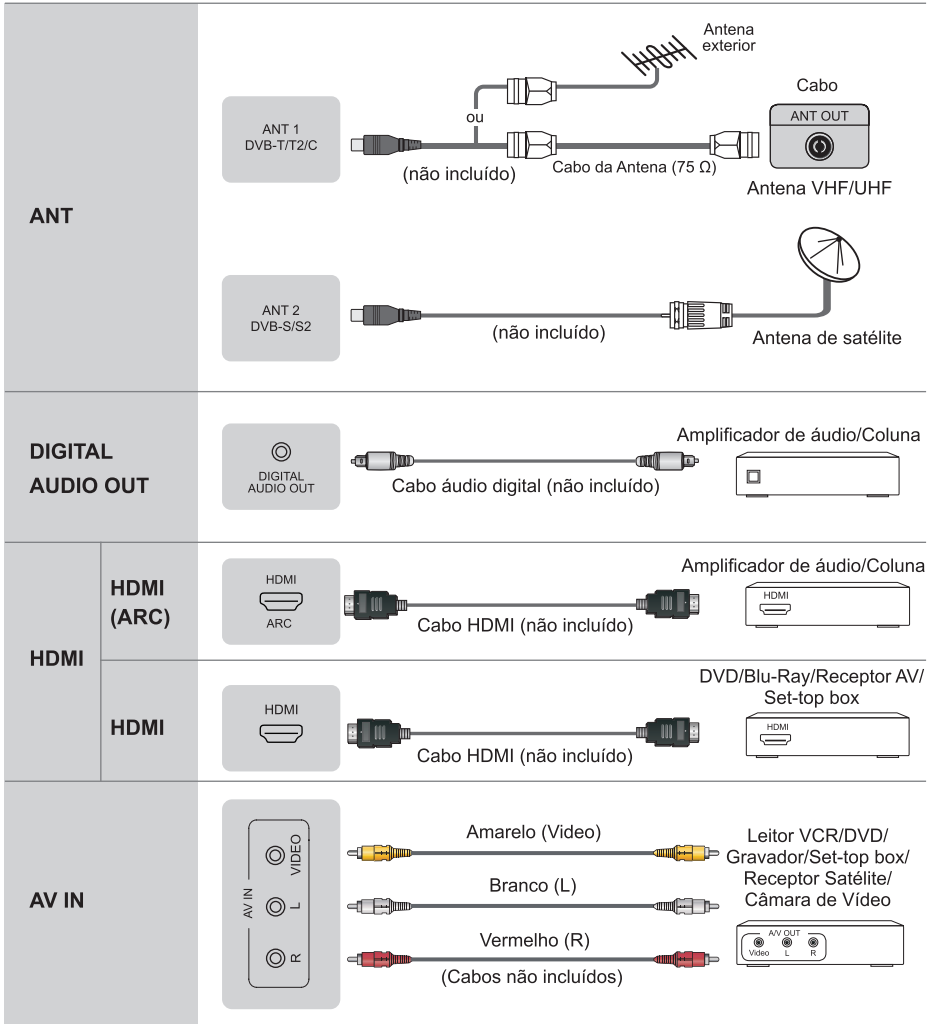 ANT
ANT 1
DVB-T/T2/C
ou
(não incluído)
Antena
exterior
Cabo da Antena (75 Ω)
Cabo
ANT OUT
Antena VHF/UHF
ANT 2
DVB-S/S2
(não incluído)
Antena de satélite
DIGITAL
AUDIO OUT
DIGITAL
AUDIO OUT
Cabo áudio digital (não incluído)
Amplificador de áudio/Coluna
HDMI
HDMI
(ARC)
HDMI
ARC
Cabo HDMI (não incluído)
Amplificador de áudio/Coluna
HDMI
HDMI
HDMI
Cabo HDMI (não incluído)
DVD/Blu-Ray/Receptor AV/
Set-top box
HDMI
AV IN
AV IN
VIDEO
L
R
Amarelo (Video)
Branco (L)
Vermelho (R)
(Cabos não incluídos)
Leitor VCR/DVD/
Gravador/Set-top box/
Receptor Satélite/
Câmara de Vídeo
A/V OUT
Video L R